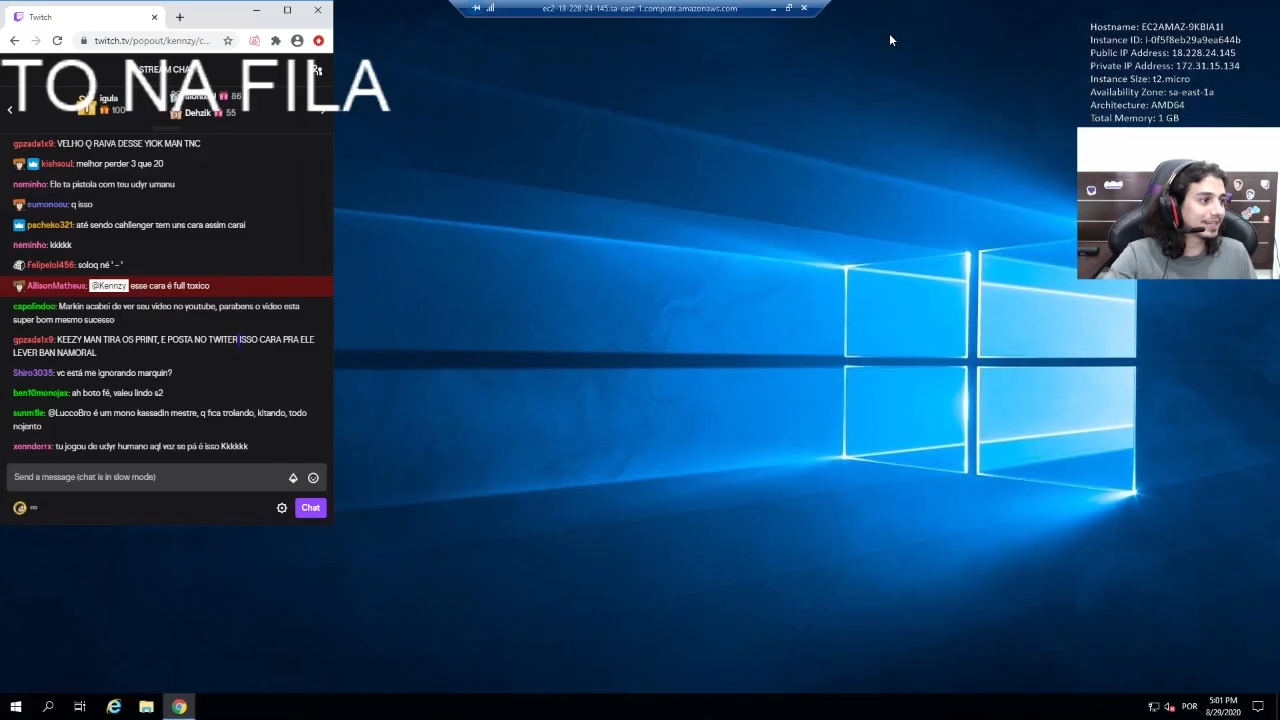 Twitch
twitch.tv/popout/kennzy/c...
ec2-18-228-24-145.sa-east-1.compute.amazonaws.com
Hostname: EC2AMAZ-9KBIA1I
Instance ID: i-0f5f8eb29a9ea644b
Public IP Address: 18.228.24.145
Private IP Address: 172.31.15.134
Instance Size: t2.micro
Availability Zone: sa-east-1a
Architecture: AMD64
Total Memory: 1 GB
STREAM CHAT
TO NA FILA
igula
100
86
Dehzik 55
gpzada1x9: VELHO Q RAIVA DESSE YIOK MAN TNC
kiahsoul: melhor perder 3 que 20
neminho: Ele ta pistola com teu udyr umanu
eumonoeu: q isso
pacheko321: até sendo cahllenger tem uns cara assim carai
neminho: kkkkk
Felipelol456: soloq né ' - '
AllisonMatheus: @Kennzy esse cara é full toxico
capolindoo: Markin acabei de ver seu video no youtube, parabens o video esta
super bom mesmo sucesso
gpzada1x9: KEEZY MAN TIRA OS PRINT, E POSTA NO TWITER ISSO CARA PRA ELE
LEVER BAN NAMORAL
Shiro3035: vc está me ignorando marquin?
ben10monojax: ah boto fé, valeu lindo s2
sunm1le: @LuccoBro é um mono kassadin mestre, q fica trolando, kitando, todo
nojento
xennderrx: tu jogou de udyr humano aql vez se pá é isso Kkkkkk
Send a message (chat is in slow mode)
∞
Chat
POR
5:01 PM
8/29/2020